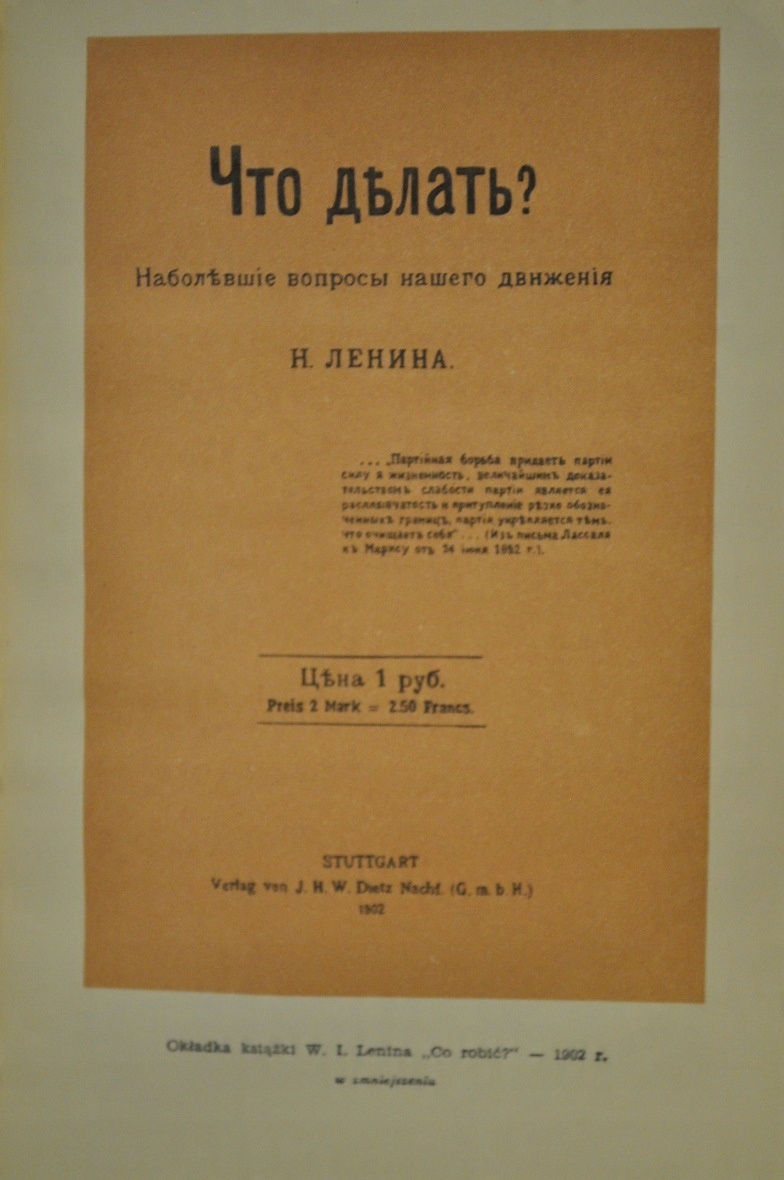 Что дѣлать?
Наболѣвшіе вопросы нашего движенія
Н. ЛЕНИНА.
... „Партійная борьба придаетъ партіи
силу и жизненность, величайшимъ доказа-
тельствомъ слабости партіи является ея
расплывчатость и притупленіе рѣзко обозна-
ченныхъ границъ, партія укрѣпляется тѣмъ,
что очищаетъ себя“ ... (Изъ письма Лассаля
къ Марксу отъ 24 іюня 1852 г.).
Цѣна 1 руб.
Preis 2 Mark = 2.50 Francs.
STUTTGART
Verlag von J. H. W. Dietz Nachf. (G. m. b. H.)
1902
Okładka książki W. I. Lenina „Co robić?“ — 1902 r.
w zmniejszeniu